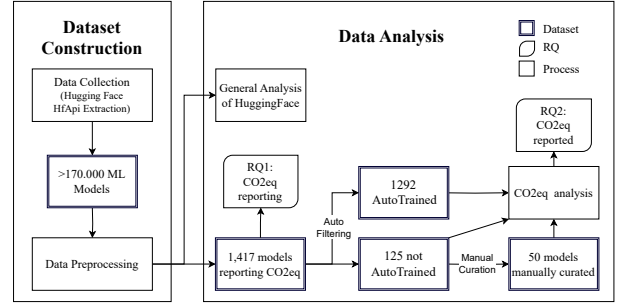 Dataset
Construction
Data Collection
(Hugging Face
HfApi Extraction)
>170.000 ML
Models
Data Preprocessing
Data Analysis
Dataset
RQ
Process
General Analysis
of HuggingFace
RQ1:
CO2eq
reporting
RQ2:
CO2eq
reported
1292
AutoTrained
CO2eq analysis
Auto
Filtering
1,417 models
reporting CO2eq
125 not
AutoTrained
Manual
Curation
50 models
manually curated